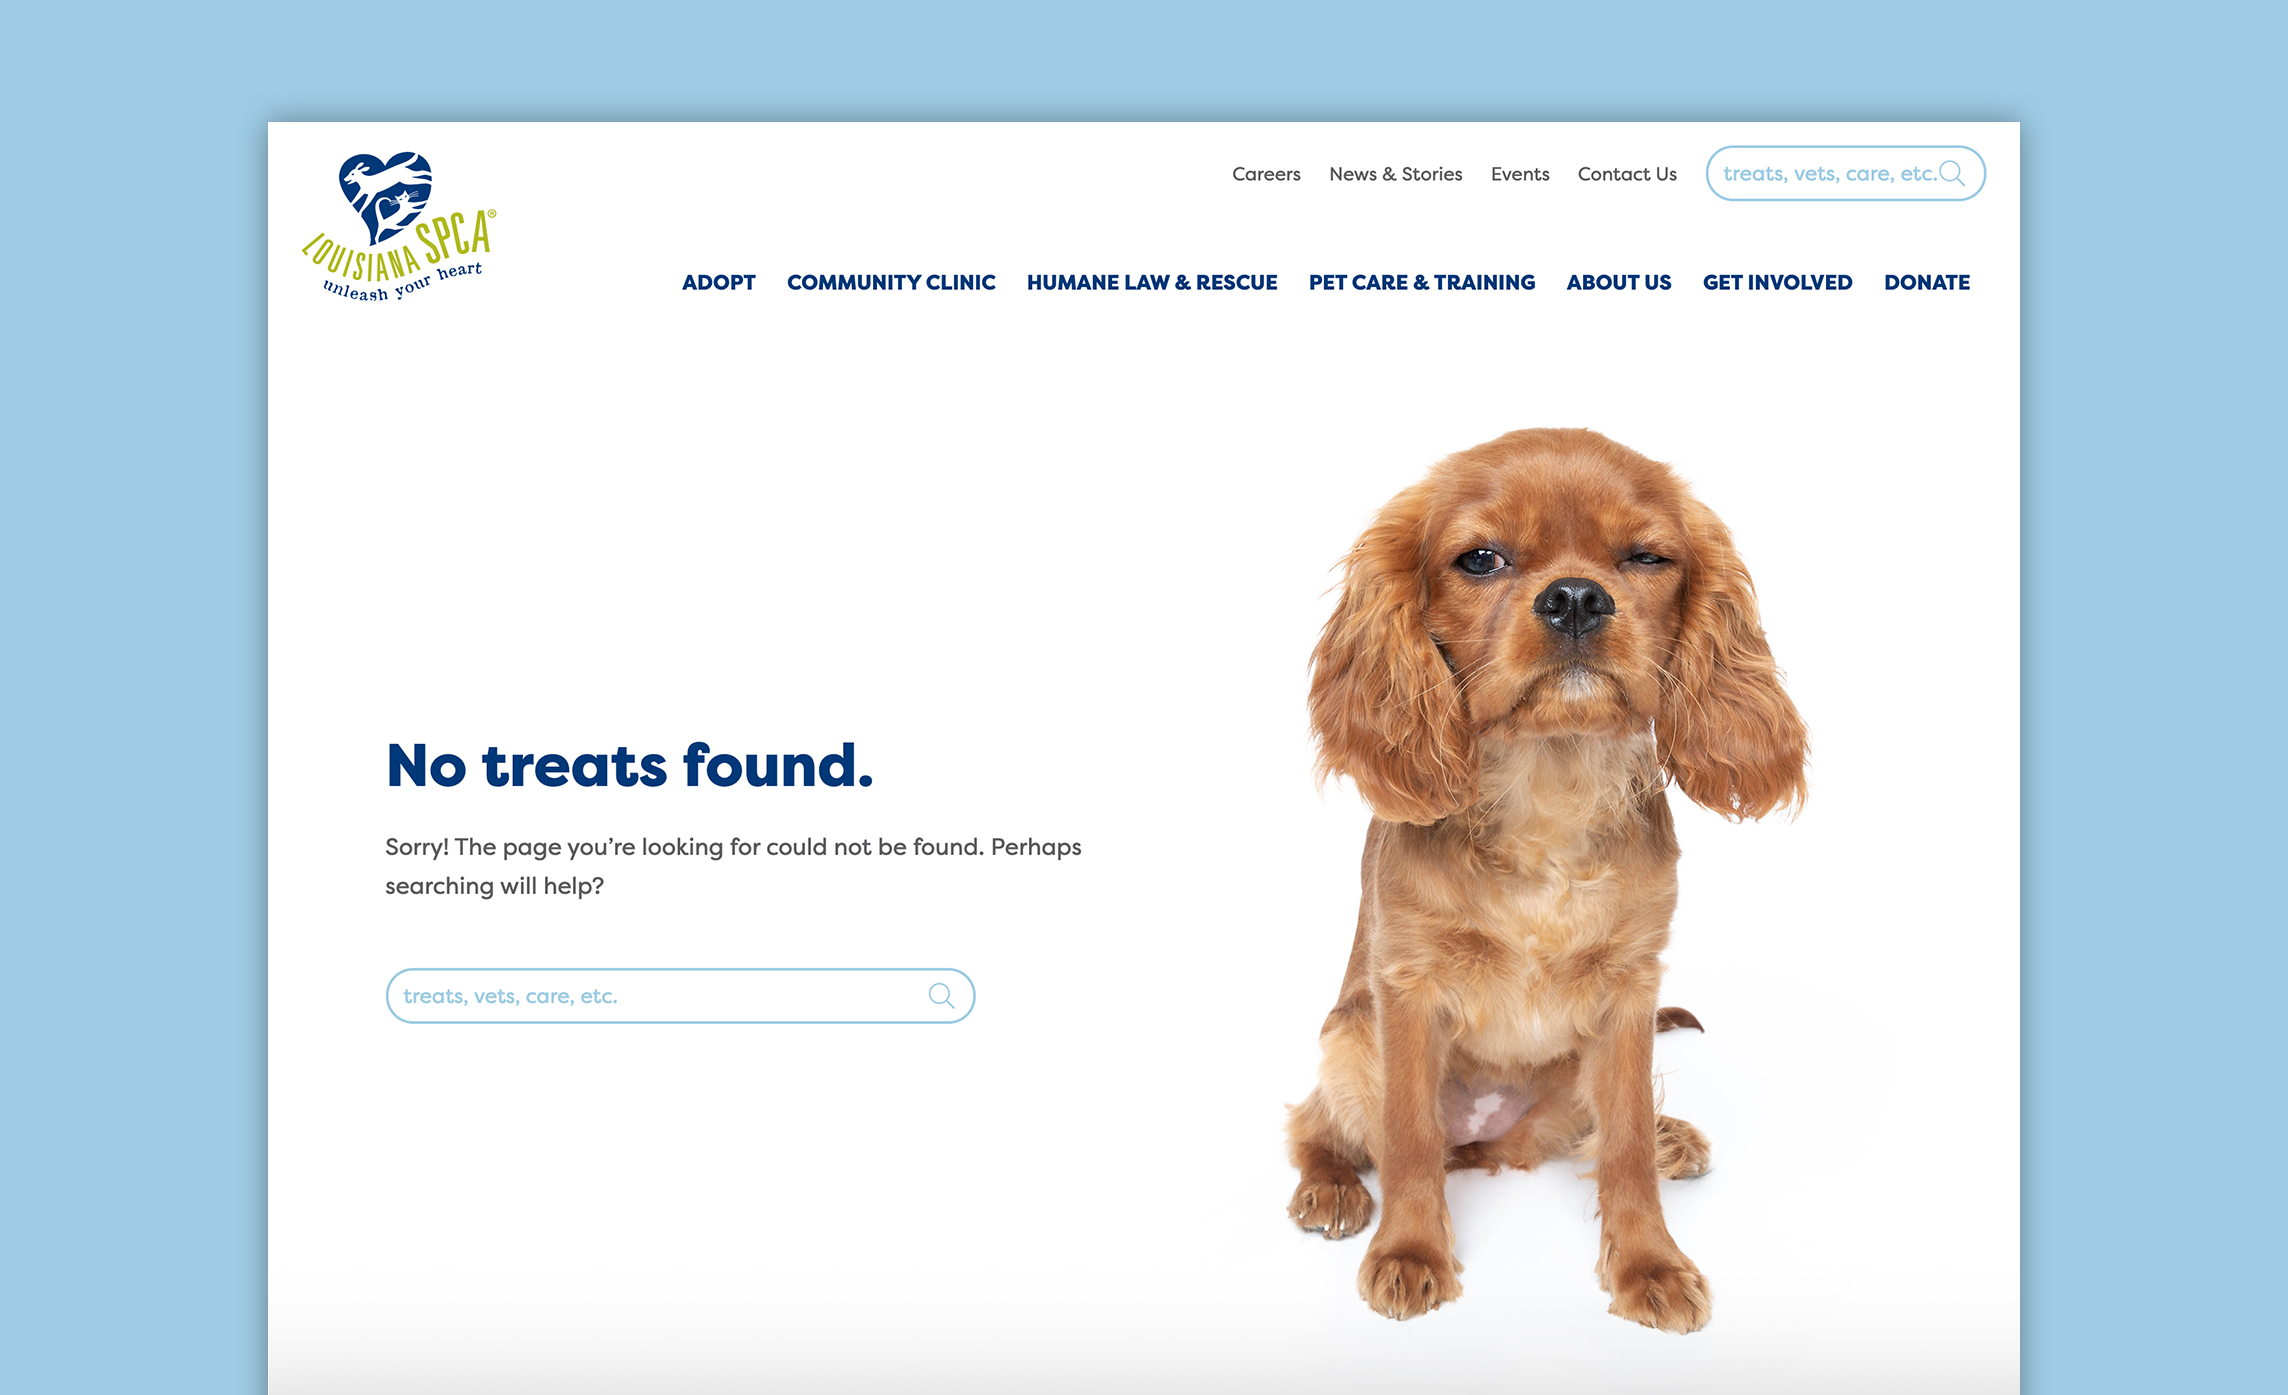 LOUISIANA SPCA®
unleash your heart
Careers News & Stories Events Contact Us treats, vets, care, etc.
ADOPT COMMUNITY CLINIC HUMANE LAW & RESCUE PET CARE & TRAINING ABOUT US GET INVOLVED DONATE
No treats found.
Sorry! The page you’re looking for could not be found. Perhaps
searching will help?
treats, vets, care, etc.